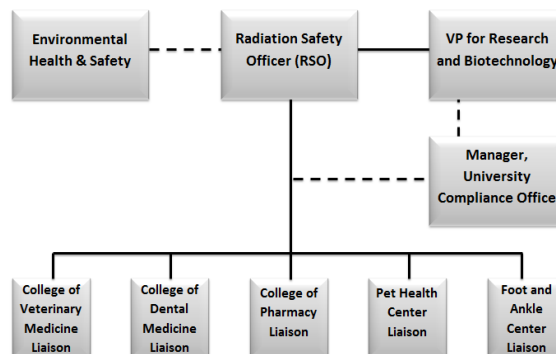 Environmental
Health & Safety
Radiation Safety
Officer (RSO)
VP for Research
and Biotechnology
Manager,
University
Compliance Office
College of
Veterinary
Medicine
Liaison
College of
Dental
Medicine
Liaison
College of
Pharmacy
Liaison
Pet Health
Center
Liaison
Foot and
Ankle
Center
Liaison